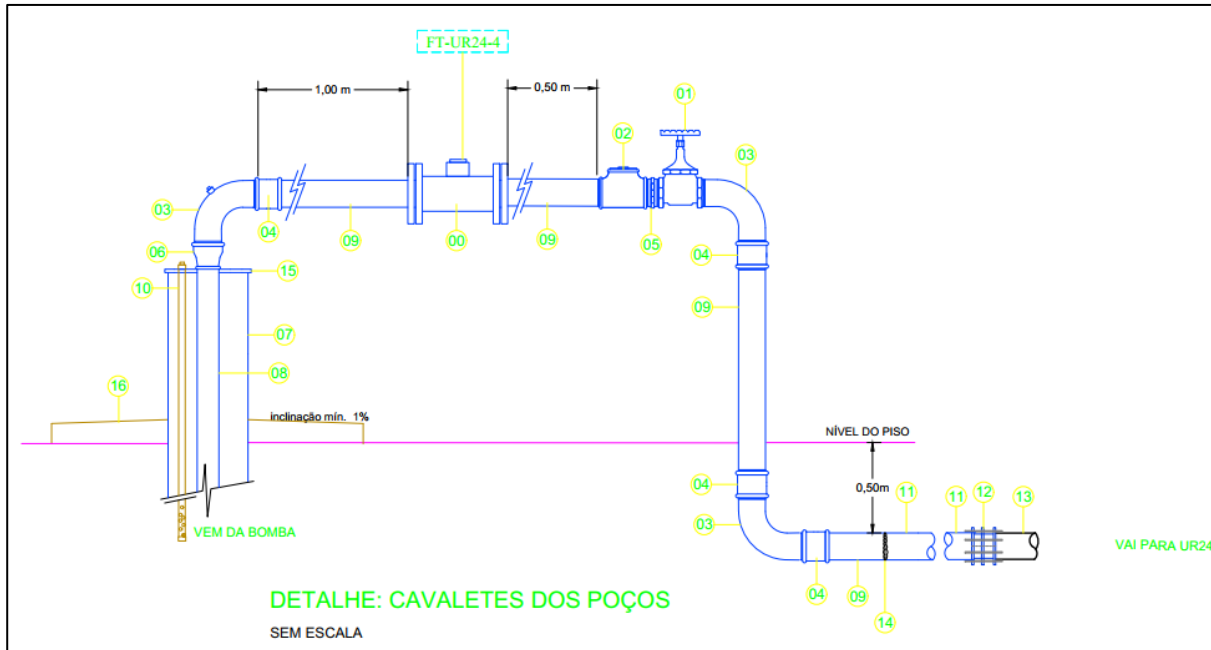 FT-UR24-4
1,00 m
0,50 m
01
02
03
03
04
09
00
09
05
06
04
15
10
09
07
08
16
inclinação mín. 1%
NÍVEL DO PISO
0,50m
04
11
11
12
13
03
VEM DA BOMBA
VAI PARA UR24
04
09
14
DETALHE: CAVALETES DOS POÇOS
SEM ESCALA